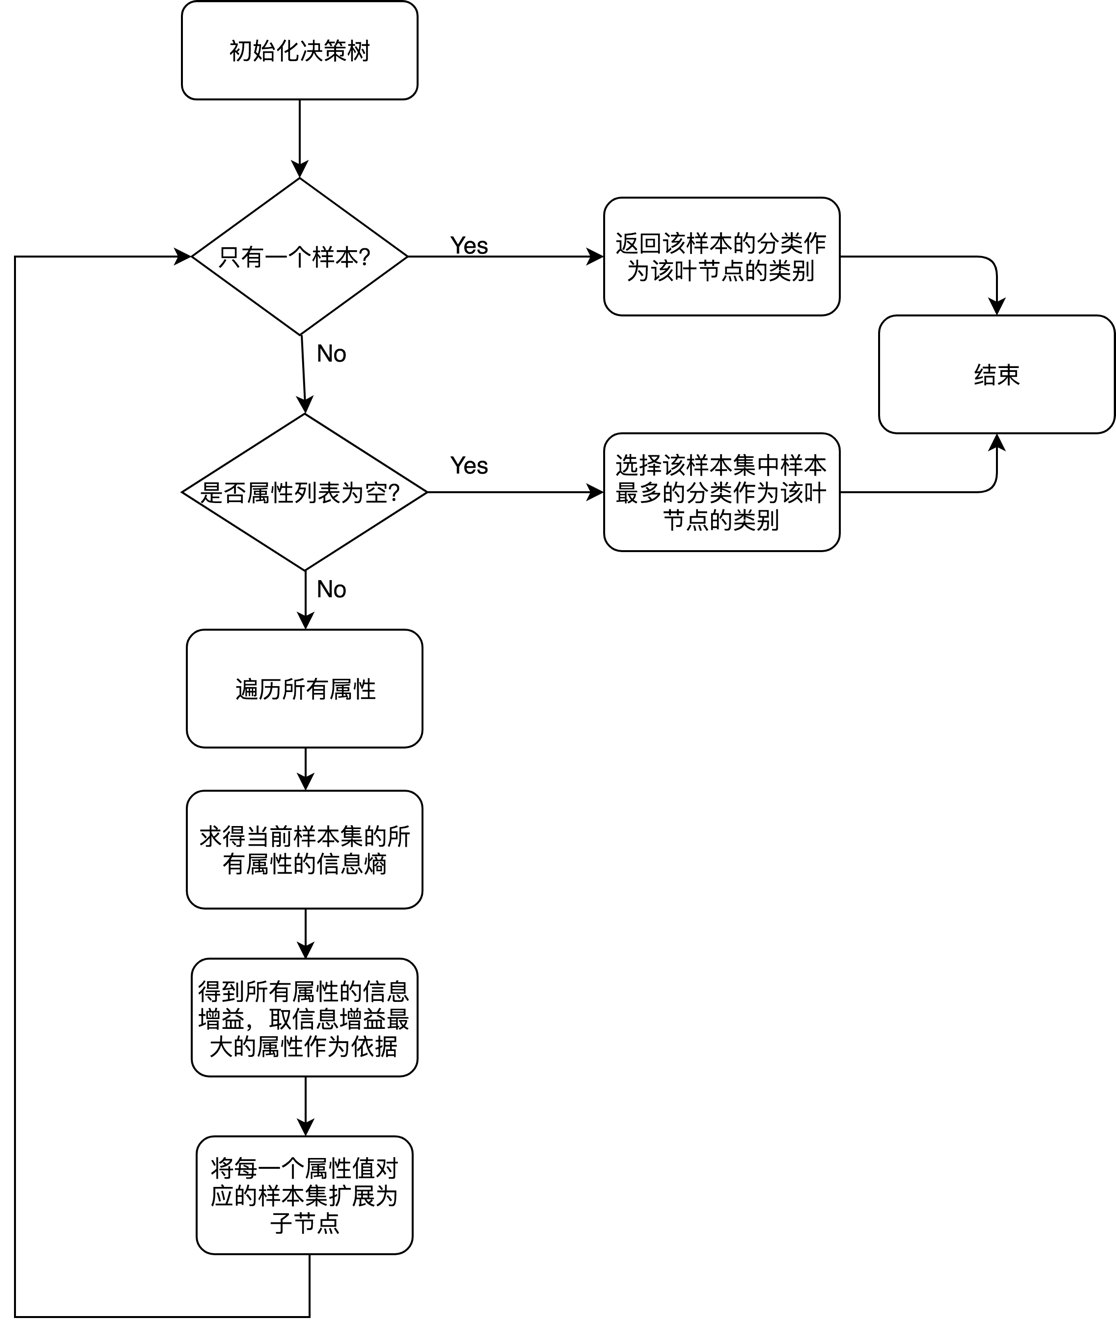 初始化决策树
只有一个样本？
Yes
返回该样本的分类作
为该叶节点的类别
No
结束
是否属性列表为空？
Yes
选择该样本集中样本
最多的分类作为该叶
节点的类别
No
遍历所有属性
求得当前样本集的所
有属性的信息熵
得到所有属性的信息
增益，取信息增益最
大的属性作为依据
将每一个属性值对
应的样本集扩展为
子节点